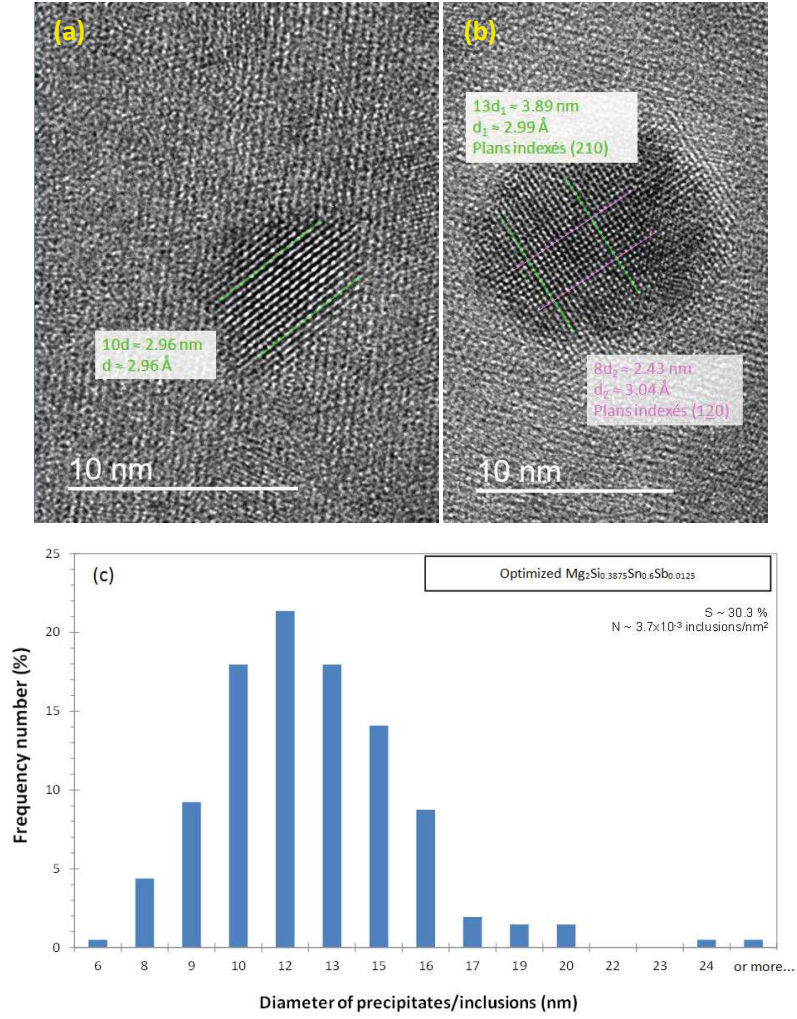 (a)
10d ≈ 2.96 nm
d ≈ 2.96 Å
10 nm
(b)
13d₁ ≈ 3.89 nm
d₁ ≈ 2.99 Å
Plans indexés (210)
8d₂ ≈ 2.43 nm
d₂ ≈ 3.04 Å
Plans indexés (120)
10 nm
(c)
Optimized Mg₂Si₀.₃₈₇₅Sn₀.₆Sb₀.₀₁₂₅
S ~ 30.3 %
N ~ 3.7x10⁻³ inclusions/nm²
Frequency number (%)
25
20
15
10
5
0
6 8 9 10 12 13 15 16 17 19 20 22 23 24 or more...
Diameter of precipitates/inclusions (nm)